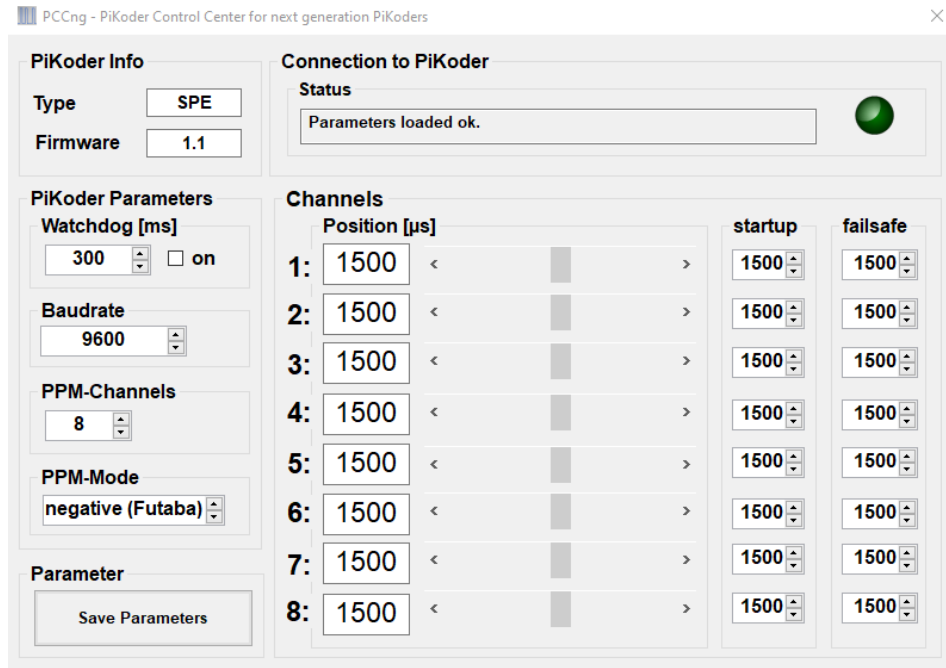 PCCng - PiKoder Control Center for next generation PiKoders
PiKoder Info
Type SPE
Firmware 1.1
Connection to PiKoder
Status
Parameters loaded ok.
PiKoder Parameters
Watchdog [ms]
300 on
Baudrate
9600
PPM-Channels
8
PPM-Mode
negative (Futaba)
Parameter
Save Parameters
Channels
Position [µs] startup failsafe
1: 1500 < > 1500 1500
2: 1500 < > 1500 1500
3: 1500 < > 1500 1500
4: 1500 < > 1500 1500
5: 1500 < > 1500 1500
6: 1500 < > 1500 1500
7: 1500 < > 1500 1500
8: 1500 < > 1500 1500